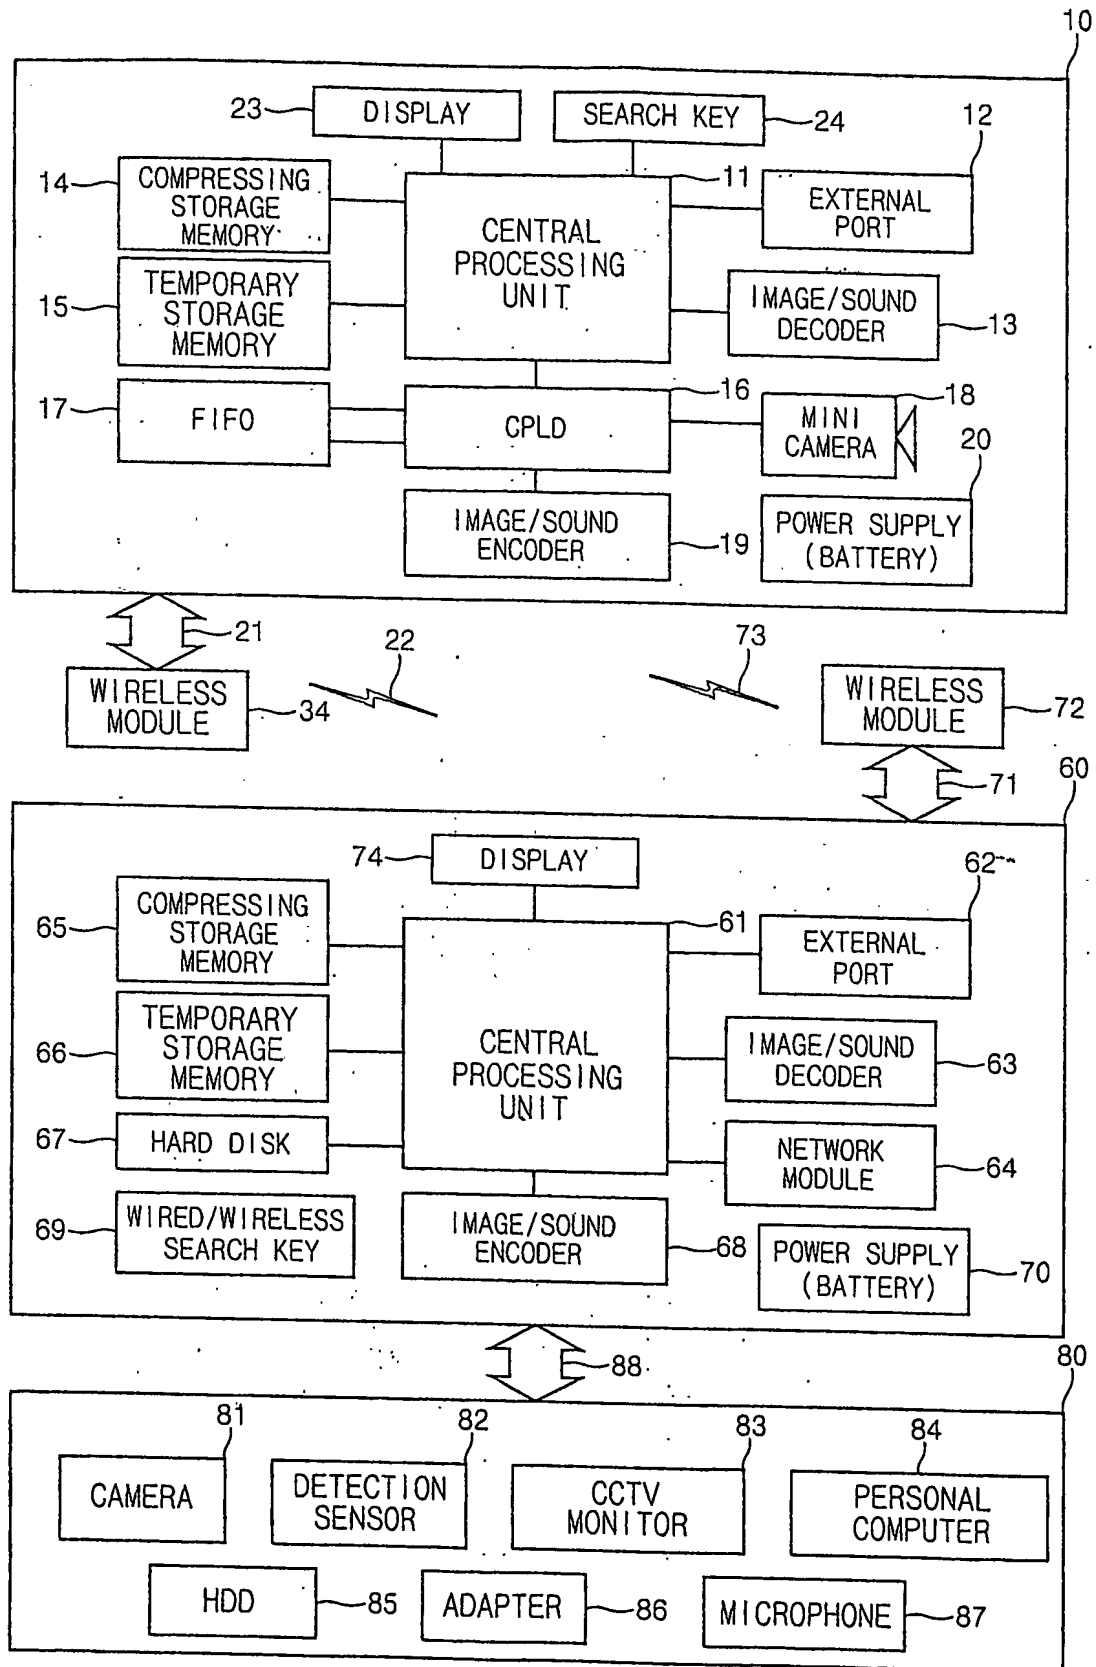 10
23
DISPLAY
SEARCH KEY
24
12
14
COMPRESSING
STORAGE
MEMORY
11
EXTERNAL
PORT
CENTRAL
PROCESSING
UNIT
15
TEMPORARY
STORAGE
MEMORY
IMAGE/SOUND
DECODER
13
17
FIFO
16
CPLD
18
MINI
CAMERA
20
IMAGE/SOUND
ENCODER
19
POWER SUPPLY
(BATTERY)
21
22
73
WIRELESS
MODULE
34
WIRELESS
MODULE
72
71
60
74
DISPLAY
62
65
COMPRESSING
STORAGE
MEMORY
61
EXTERNAL
PORT
66
TEMPORARY
STORAGE
MEMORY
CENTRAL
PROCESSING
UNIT
IMAGE/SOUND
DECODER
63
67
HARD DISK
NETWORK
MODULE
64
69
WIRED/WIRELESS
SEARCH KEY
IMAGE/SOUND
ENCODER
68
POWER SUPPLY
(BATTERY)
70
88
80
81
82
83
84
CAMERA
DETECTION
SENSOR
CCTV
MONITOR
PERSONAL
COMPUTER
HDD
85
ADAPTER
86
MICROPHONE
87